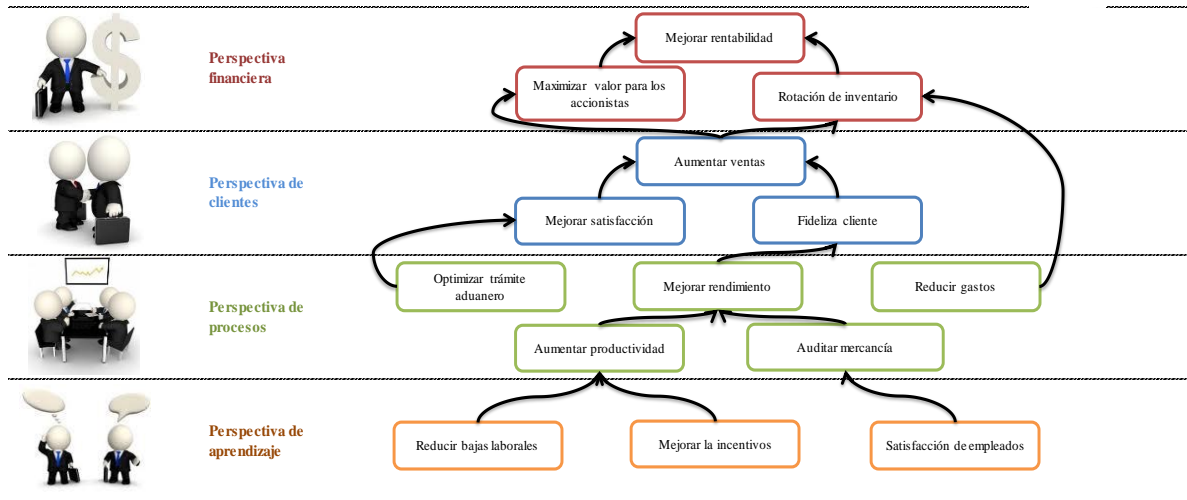 Perspectiva
financiera
Mejorar rentabilidad
Maximizar valor para los
accionistas
Rotación de inventario
Perspectiva de
clientes
Aumentar ventas
Mejorar satisfacción
Fideliza cliente
Perspectiva de
procesos
Optimizar trámite
aduanero
Mejorar rendimiento
Reducir gastos
Aumentar productividad
Auditar mercancía
Perspectiva de
aprendizaje
Reducir bajas laborales
Mejorar la incentivos
Satisfacción de empleados